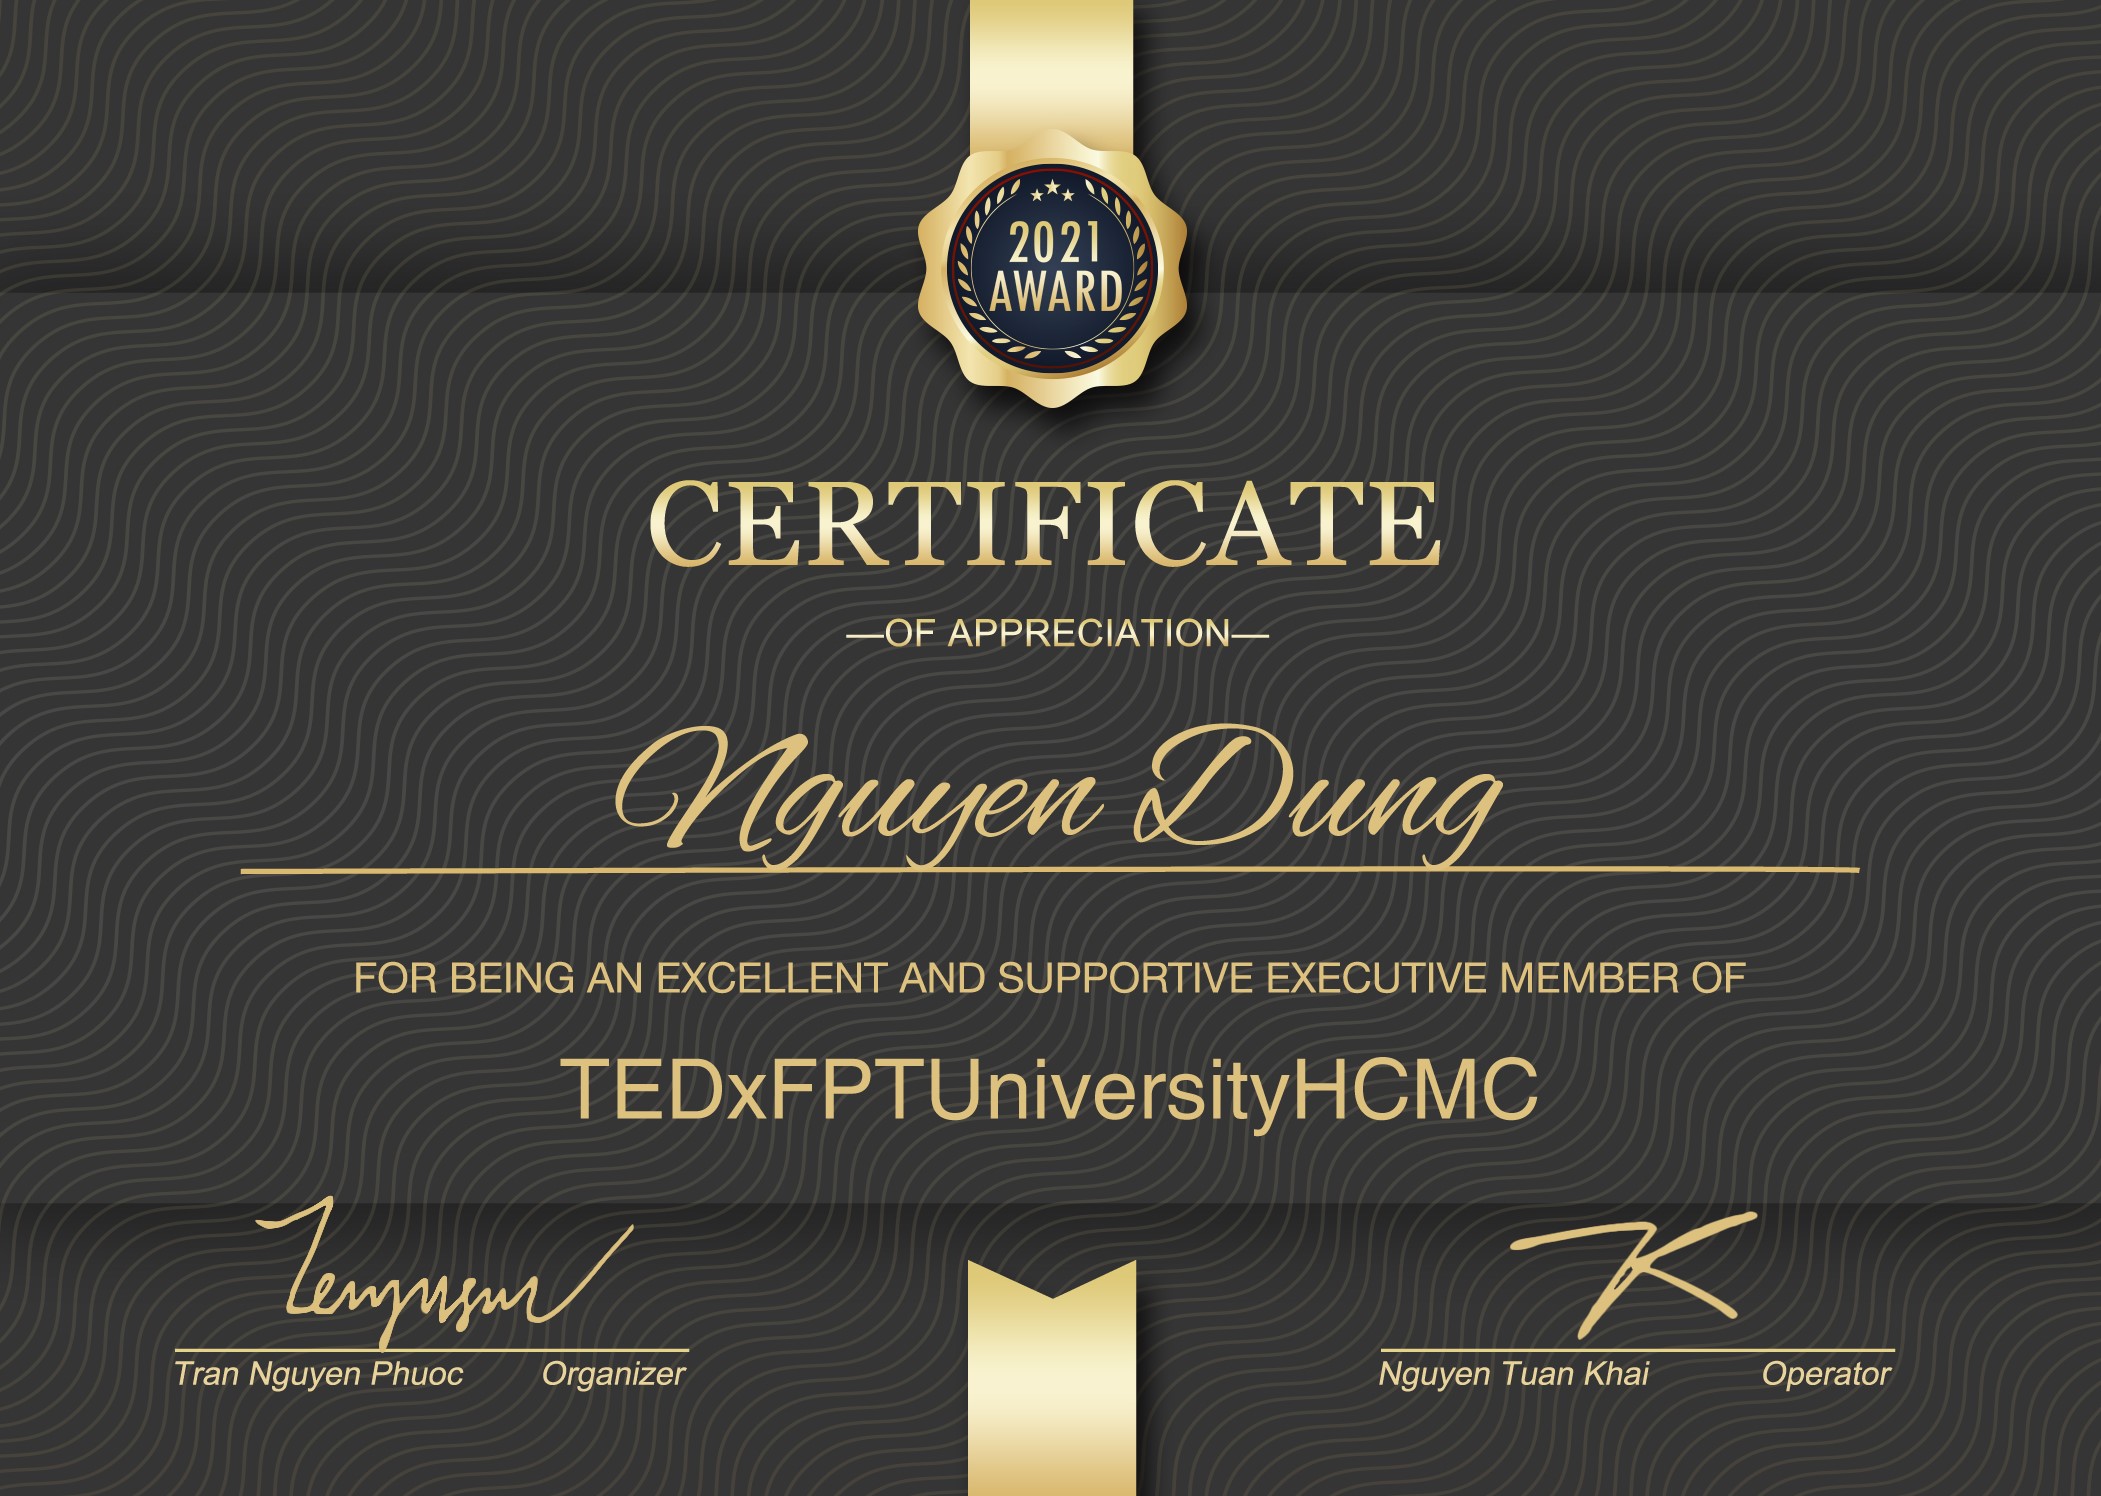 2021
AWARD
CERTIFICATE
—OF APPRECIATION—
Nguyen Dung
FOR BEING AN EXCELLENT AND SUPPORTIVE EXECUTIVE MEMBER OF
TEDxFPTUniversityHCMC
Tran Nguyen Phuoc Organizer
Nguyen Tuan Khai Operator